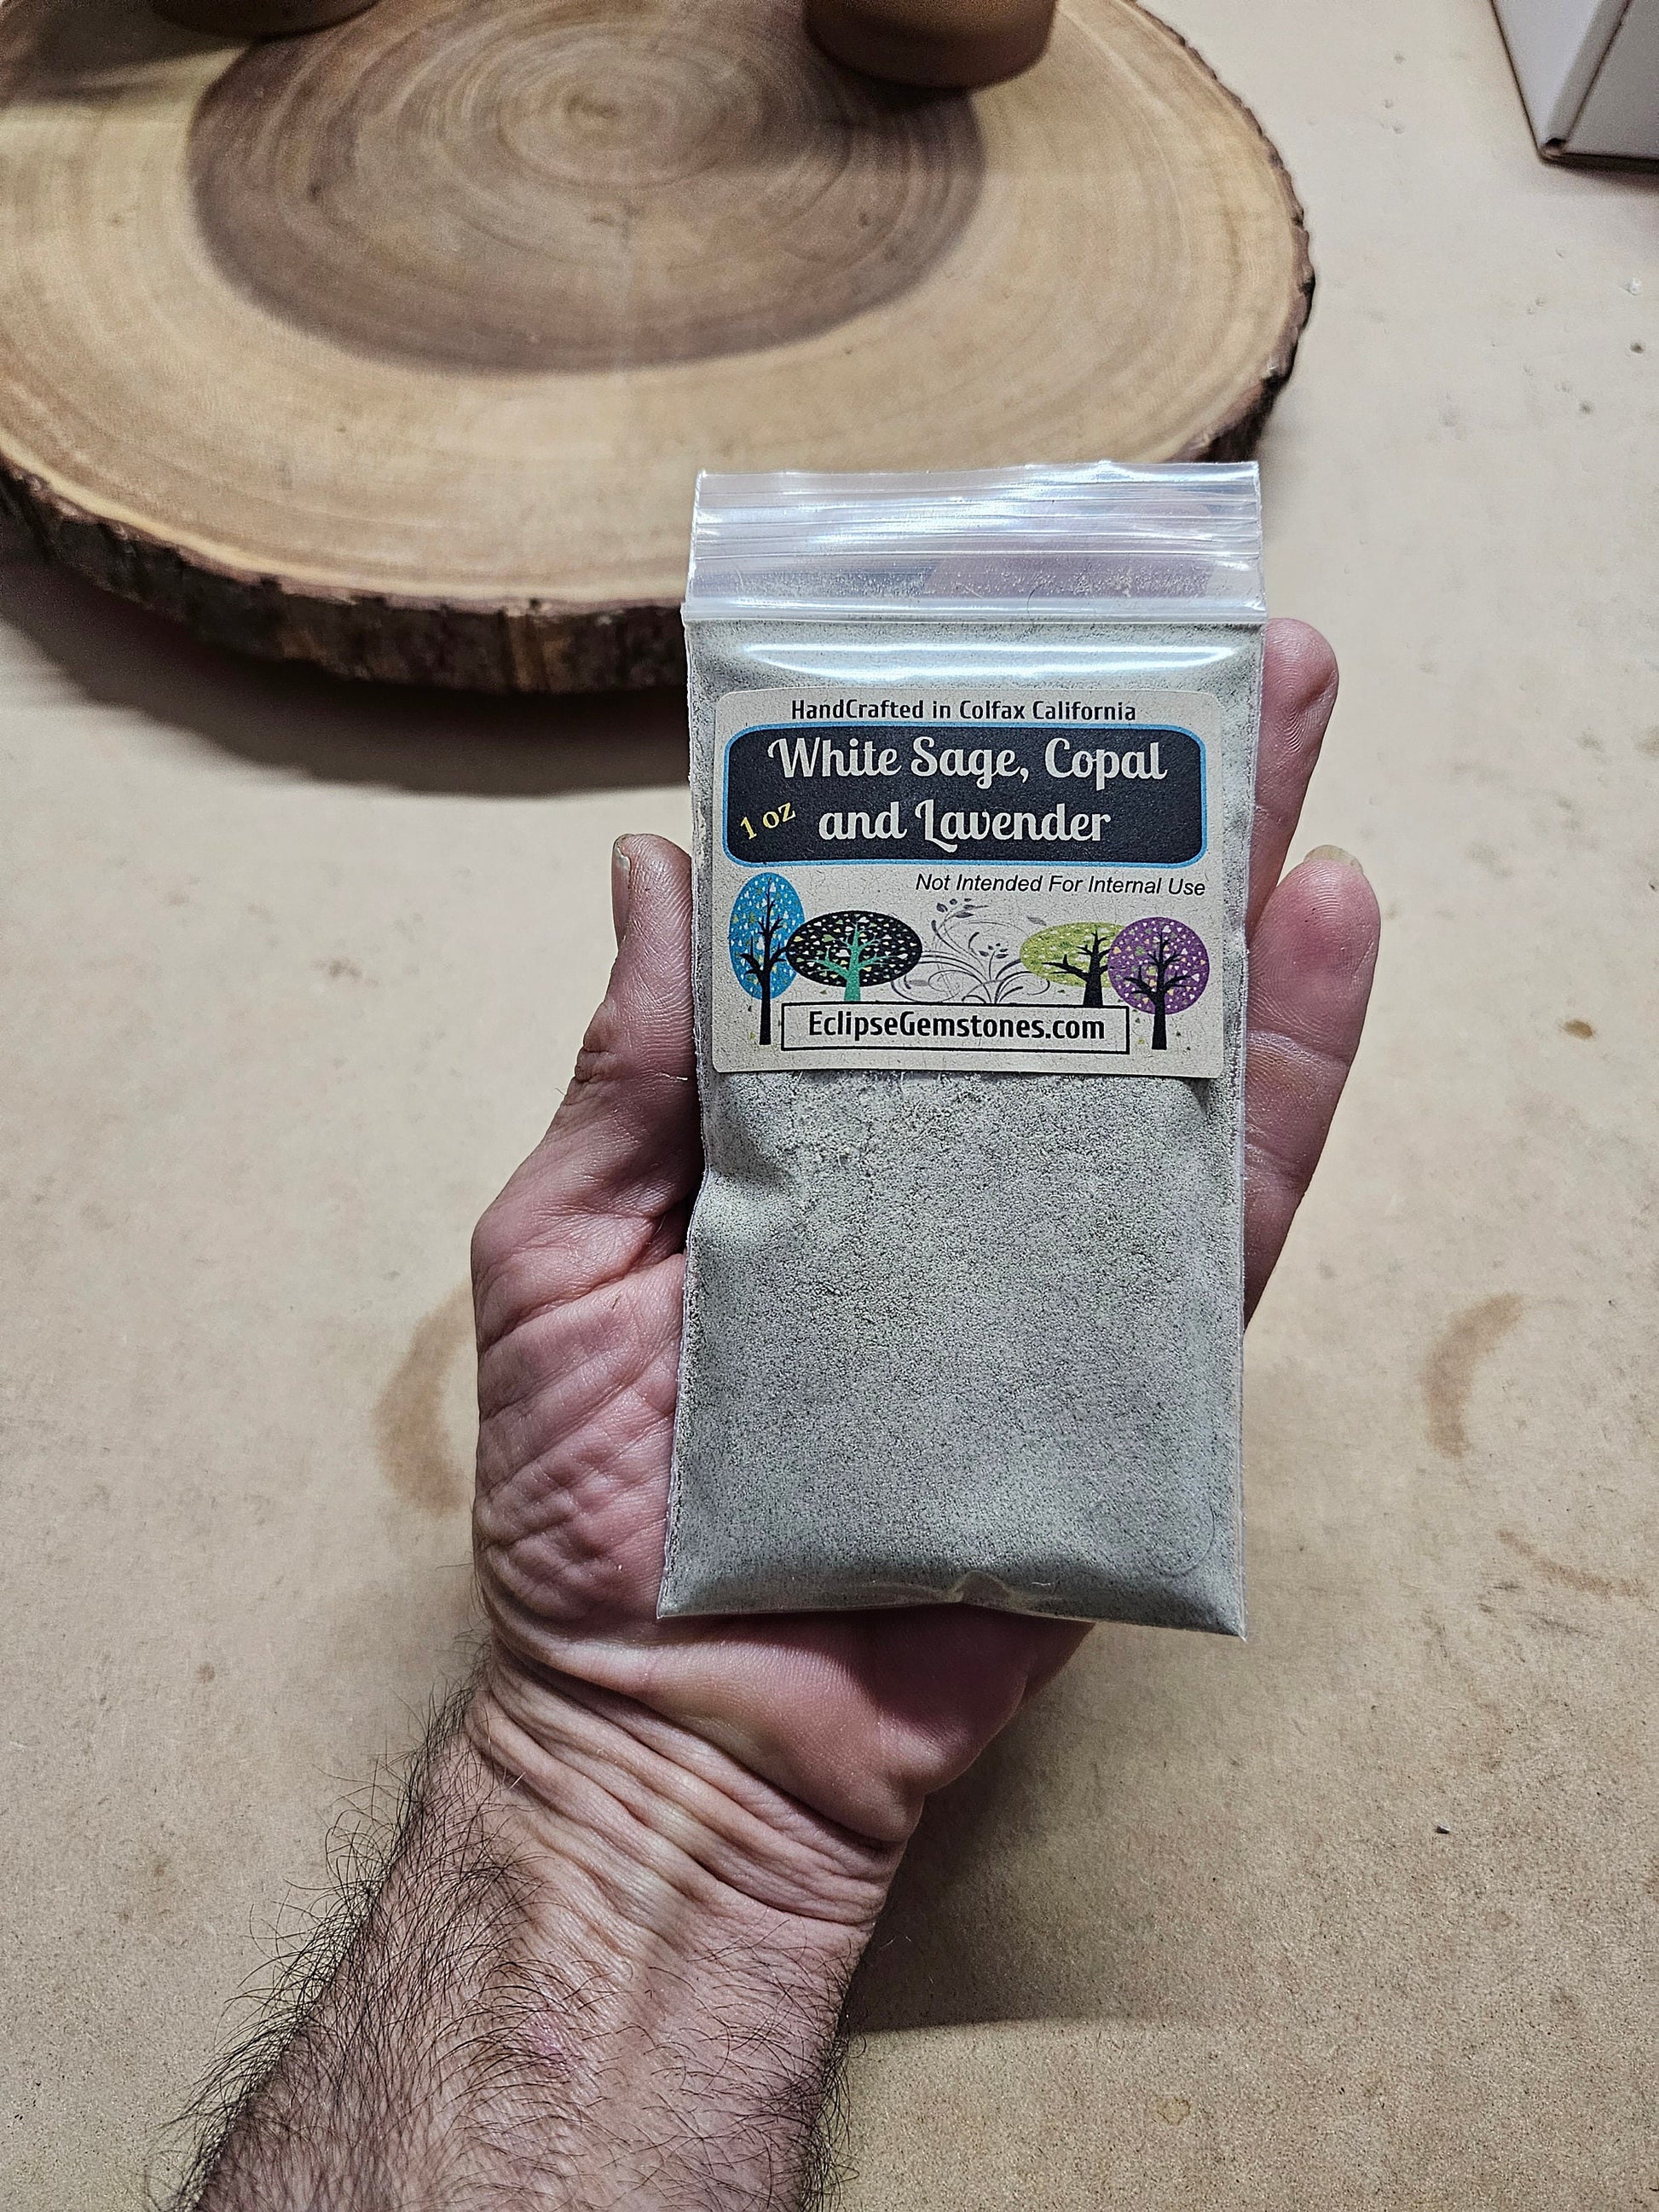 HandCrafted in Colfax California
White Sage, Copal
1 oz and Lavender
Not Intended For Internal Use
EclipseGemstones.com